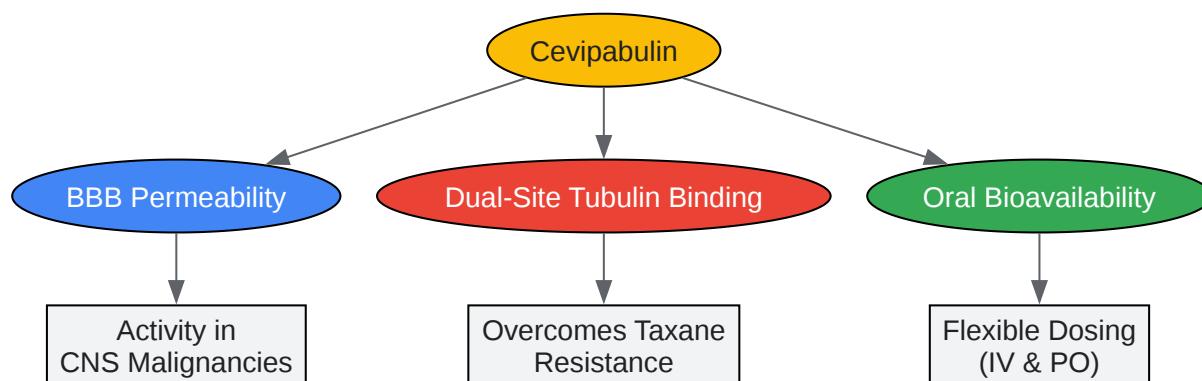 Cevipabulin
BBB Permeability
Dual-Site Tubulin Binding
Oral Bioavailability
Activity in
CNS Malignancies
Overcomes Taxane
Resistance
Flexible Dosing
(IV & PO)